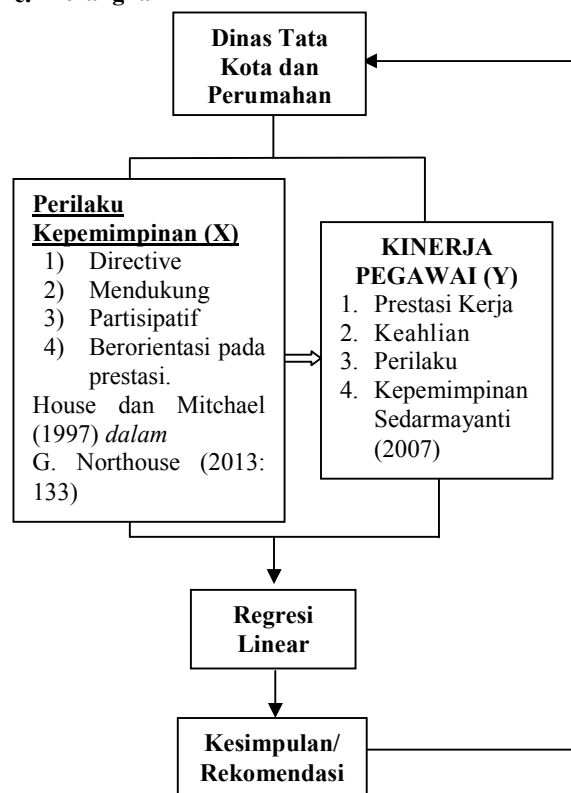 Dinas Tata
Kota dan
Perumahan
Perilaku
Kepemimpinan (X)
1) Directive
2) Mendukung
3) Partisipatif
4) Berorientasi pada
prestasi.
House dan Mitchael
(1997) dalam
G. Northouse (2013:
133)
KINERJA
PEGAWAI (Y)
1. Prestasi Kerja
2. Keahlian
3. Perilaku
4. Kepemimpinan
Sedarmayanti
(2007)
Regresi
Linear
Kesimpulan/
Rekomendasi